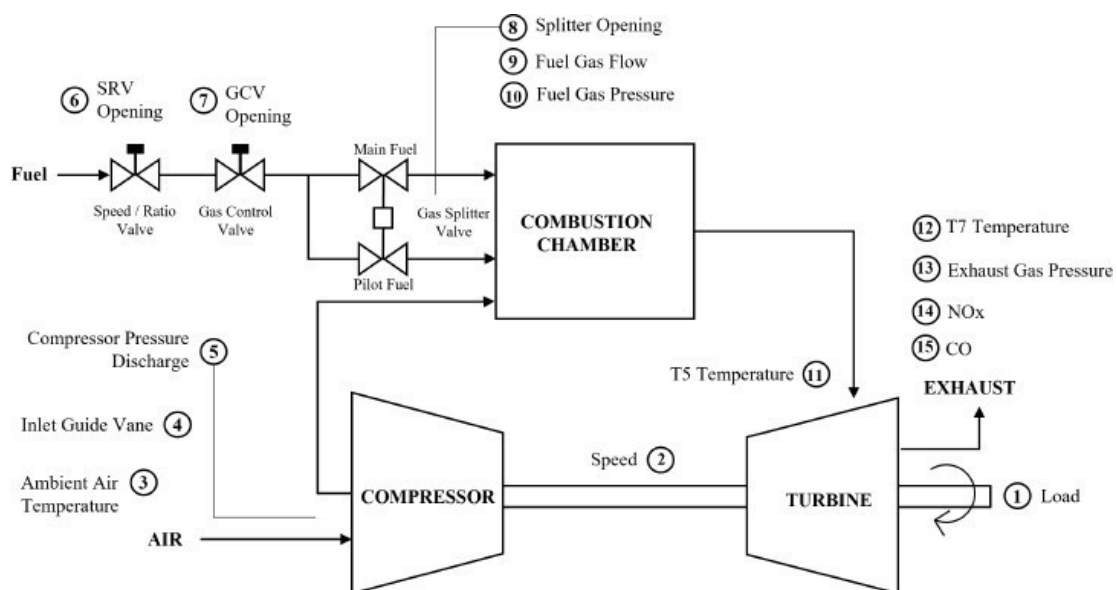 8 Splitter Opening
9 Fuel Gas Flow
10 Fuel Gas Pressure
6 SRV
Opening
7 GCV
Opening
Main Fuel
Fuel
Speed / Ratio
Valve
Gas Control
Valve
Gas Splitter
Valve
Pilot Fuel
COMBUSTION
CHAMBER
12 T7 Temperature
13 Exhaust Gas Pressure
14 NOx
15 CO
EXHAUST
Compressor Pressure
Discharge 5
T5 Temperature 11
Inlet Guide Vane 4
Ambient Air
Temperature 3
AIR
COMPRESSOR
Speed 2
TURBINE
1 Load